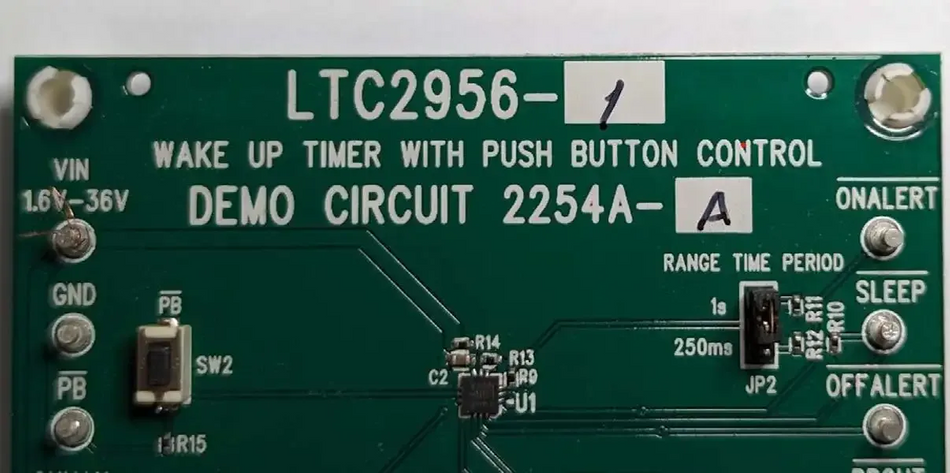 LTC2956-1
WAKE UP TIMER WITH PUSH BUTTON CONTROL
DEMO CIRCUIT 2254A-A
VIN
1.6V-36V
ONALERT
RANGE TIME PERIOD
GND
PB
1s
R11
SLEEP
R10
250ms
R12
R14
R13
SW2
C2
R9
JP2
OFFALERT
PB
U1
R15